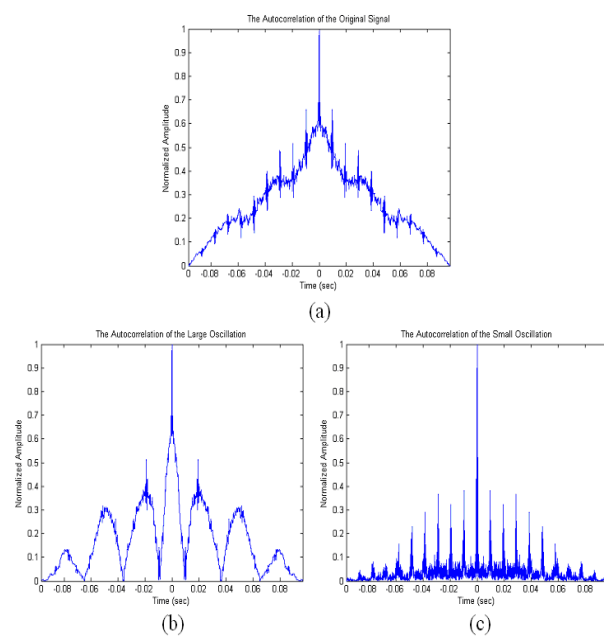 The Autocorrelation of the Original Signal
Normalized Amplitude
1
0.9
0.8
0.7
0.6
0.5
0.4
0.3
0.2
0.1
0
-0.08 -0.06 -0.04 -0.02 0 0.02 0.04 0.06 0.08
Time (sec)
(a)
The Autocorrelation of the Large Oscillation
Normalized Amplitude
1
0.9
0.8
0.7
0.6
0.5
0.4
0.3
0.2
0.1
0
-0.08 -0.06 -0.04 -0.02 0 0.02 0.04 0.06 0.08
Time (sec)
(b)
The Autocorrelation of the Small Oscillation
Normalized Amplitude
1
0.9
0.8
0.7
0.6
0.5
0.4
0.3
0.2
0.1
0
-0.08 -0.06 -0.04 -0.02 0 0.02 0.04 0.06 0.08
Time (sec)
(c)